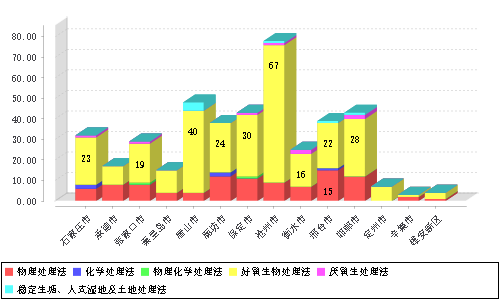 80.00
70.00
60.00
50.00
40.00
30.00
20.00
10.00
0.00
23
19
40
24
30
67
16
22
15
28
石家庄市
承德市
张家口市
秦皇岛市
唐山市
廊坊市
保定市
沧州市
衡水市
邢台市
邯郸市
定州市
辛集市
雄安新区
物理处理法 化学处理法 物理化学处理法 好氧生物处理法 厌氧生处理法
稳定生塘、人工湿地及土地处理法